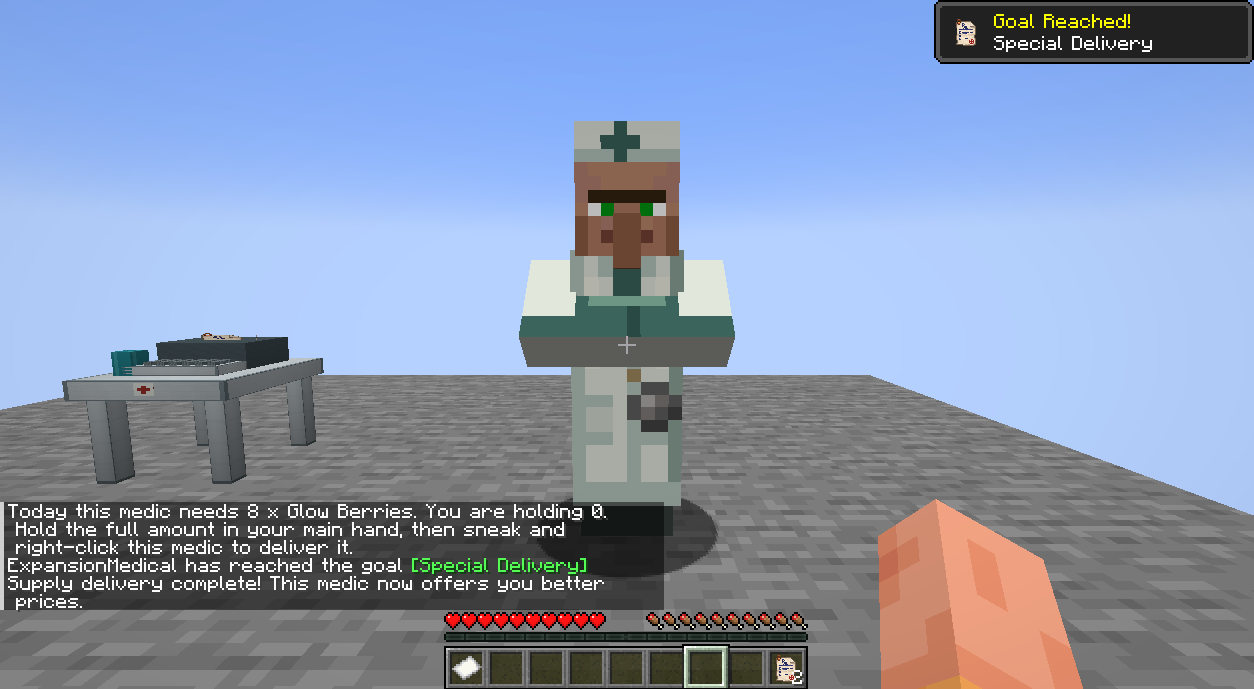 Goal Reached!
Special Delivery
Today this medic needs 8 x Glow Berries. You are holding 0.
Hold the full amount in your main hand, then sneak and
right-click this medic to deliver it.
ExpansionMedical has reached the goal [Special Delivery]
Supply delivery complete! This medic now offers you better
prices.
2